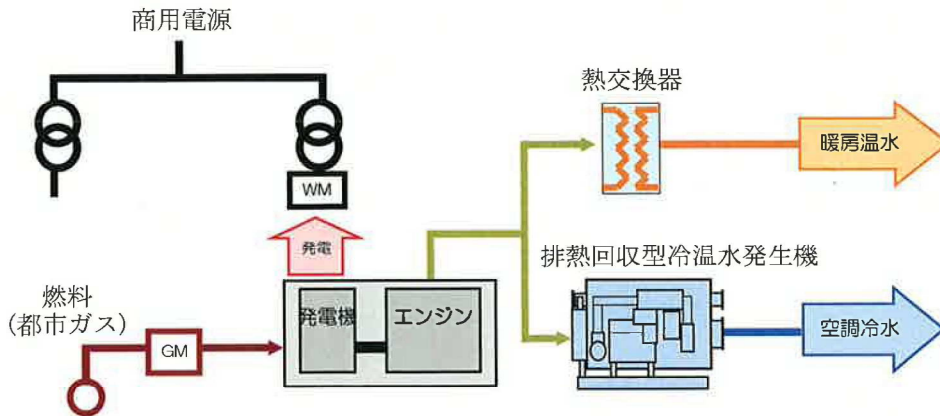 商用電源
熱交換器
暖房温水
WM
発電
排熱回収型冷温水発生機
燃料
(都市ガス)
GM
発電機
エンジン
空調冷水